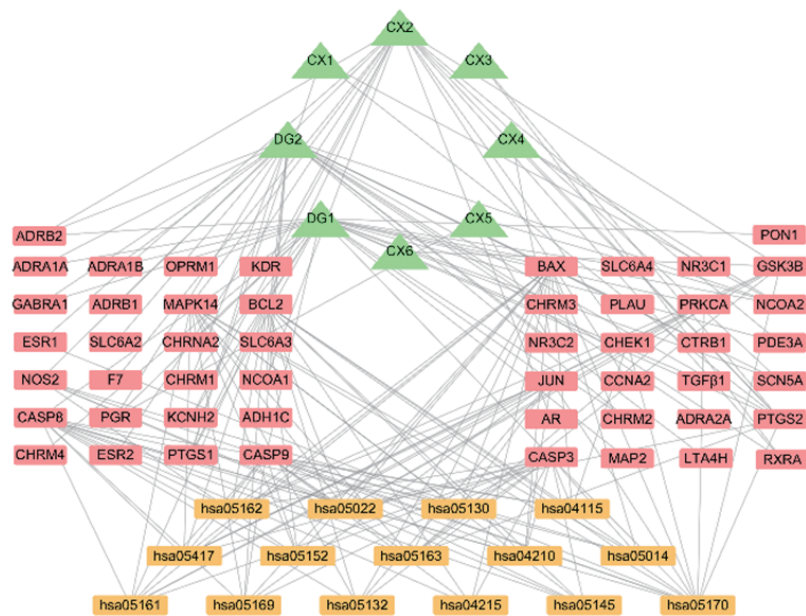 CX2
CX1 CX3
DG2 CX4
DG1 CX5
CX6
ADRB2 PON1
ADRA1A ADRA1B OPRM1 KDR BAX SLC6A4 NR3C1 GSK3B
GABRA1 ADRB1 MAPK14 BCL2 CHRM3 PLAU PRKCA NCOA2
ESR1 SLC6A2 CHRNA2 SLC6A3 NR3C2 CHEK1 CTRB1 PDE3A
NOS2 F7 CHRM1 NCOA1 JUN CCNA2 TGFβ1 SCN5A
CASP8 PGR KCNH2 ADH1C AR CHRM2 ADRA2A PTGS2
CHRM4 ESR2 PTGS1 CASP9 CASP3 MAP2 LTA4H RXRA
hsa05162 hsa05022 hsa05130 hsa04115
hsa05417 hsa05152 hsa05163 hsa04210 hsa05014
hsa05161 hsa05169 hsa05132 hsa04215 hsa05145 hsa05170